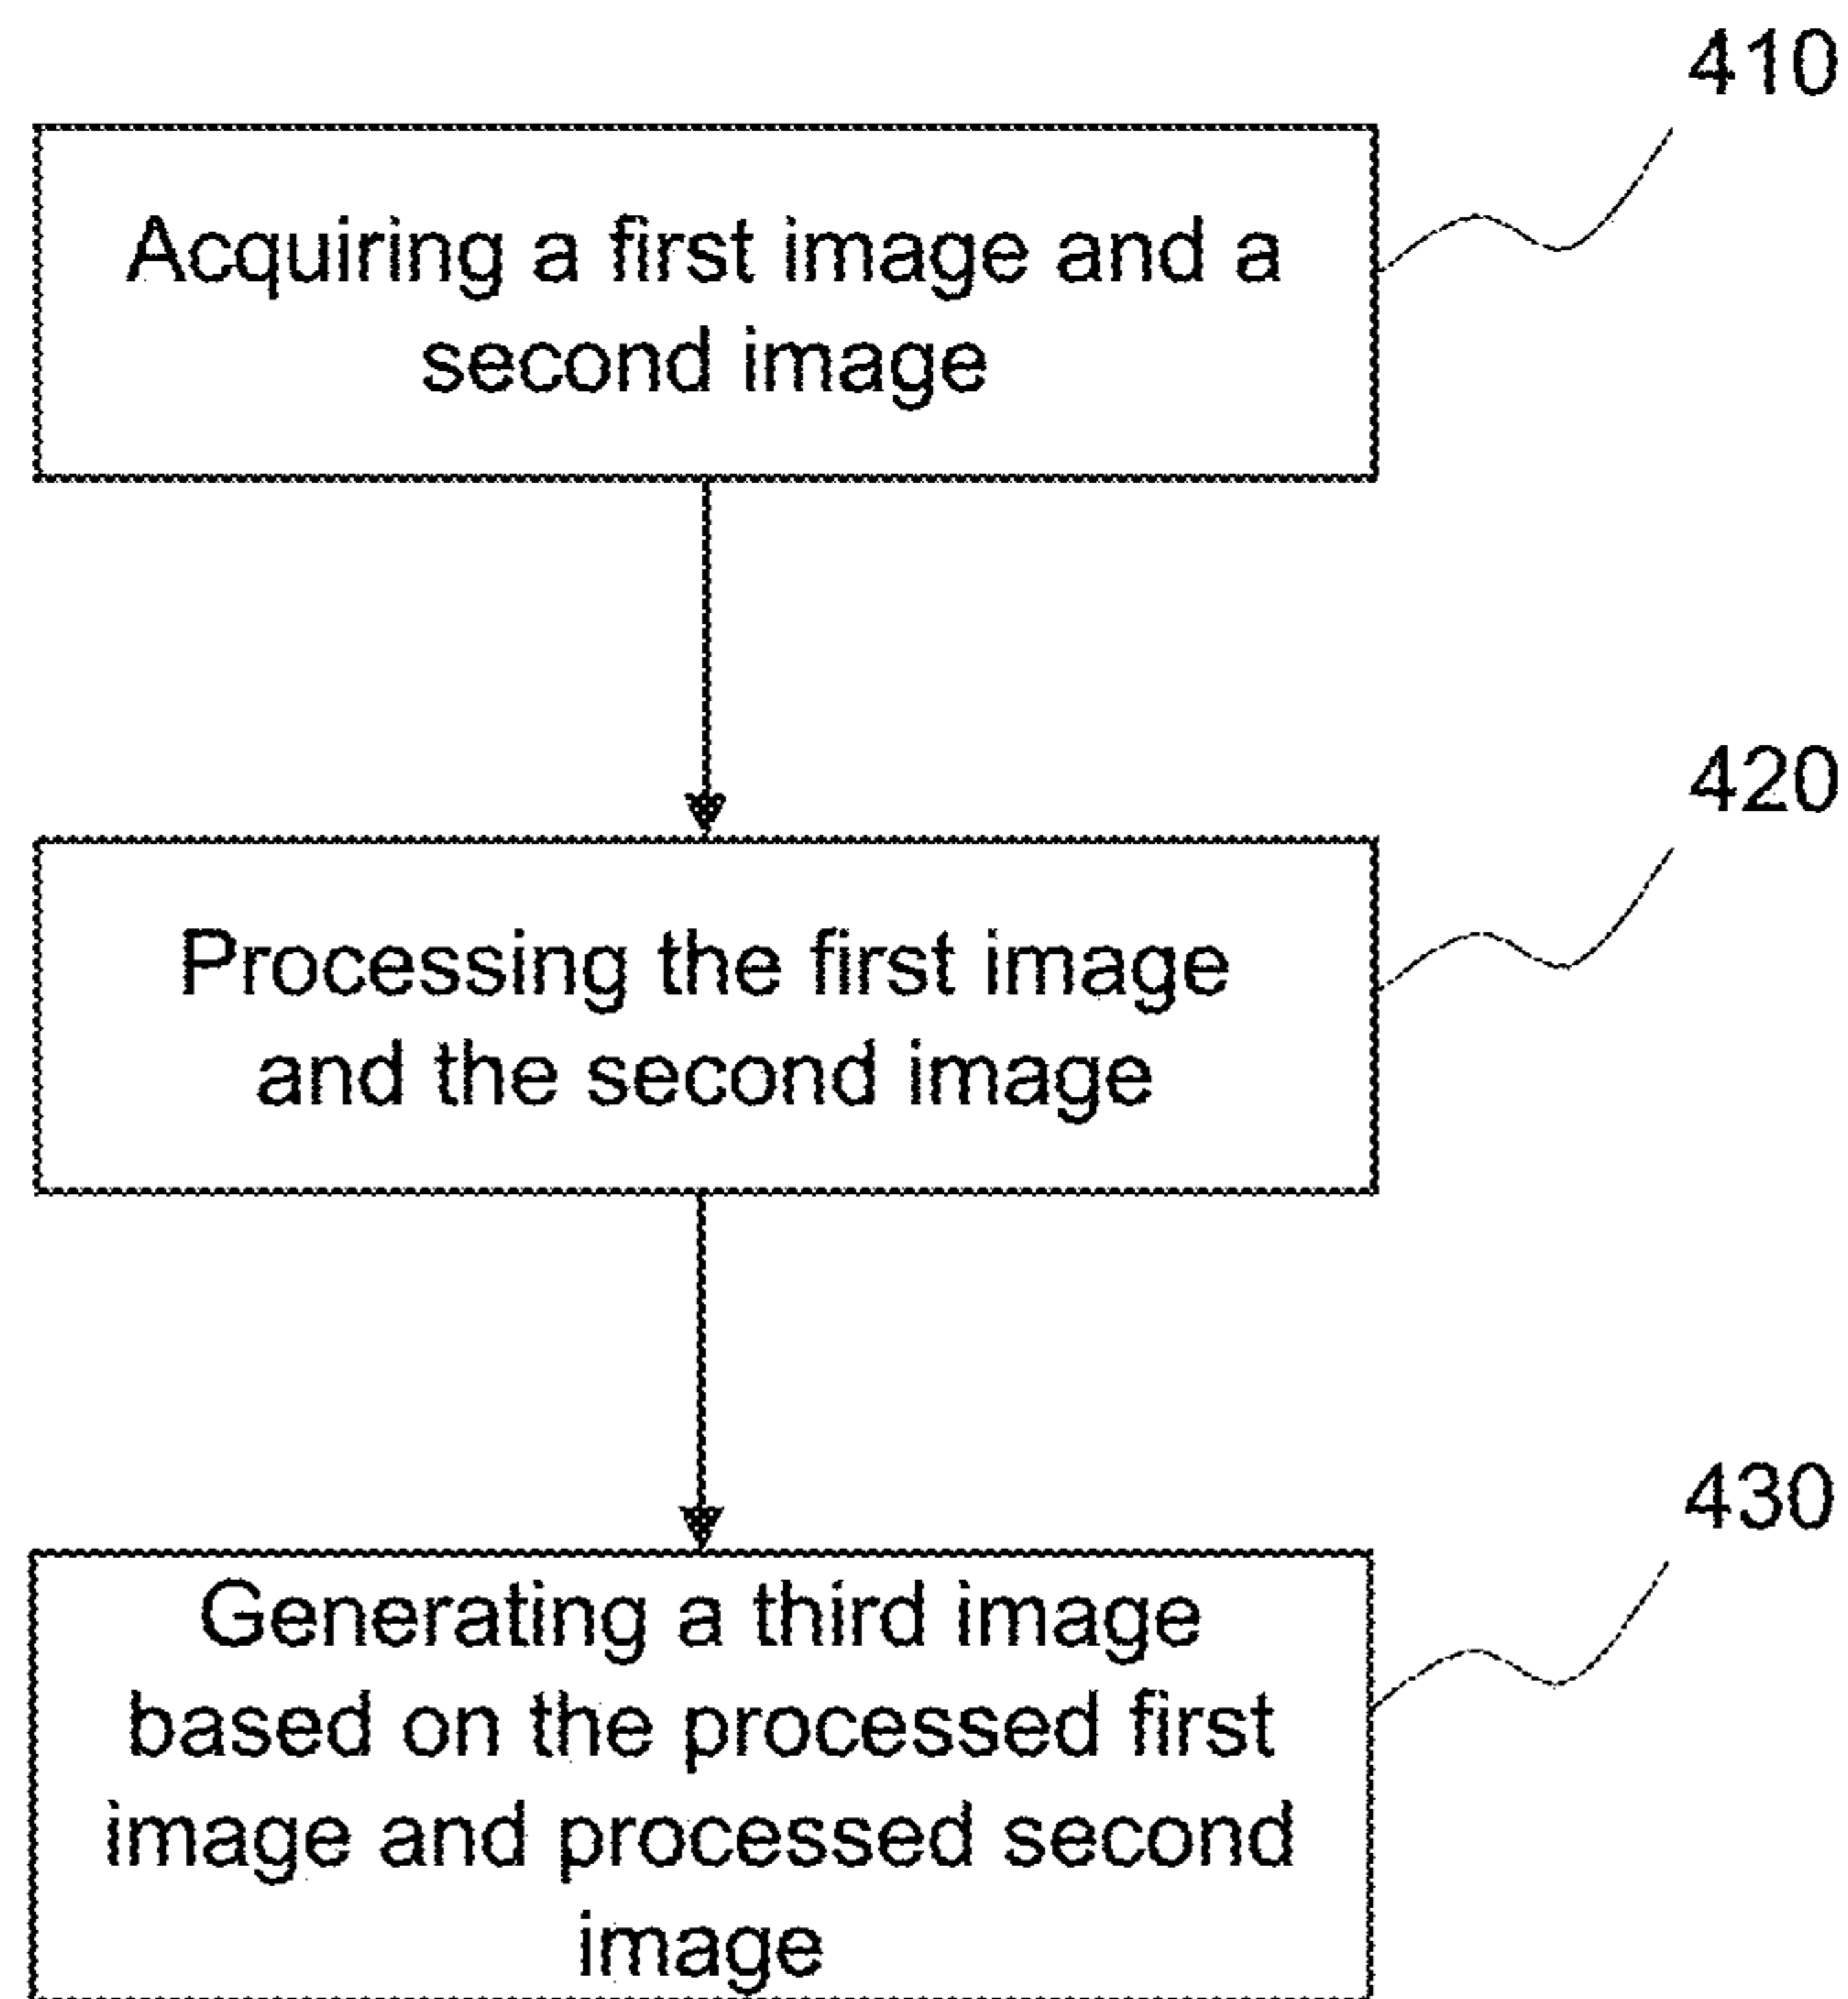 410
Acquiring a first image and a
second image
420
Processing the first image
and the second image
430
Generating a third image
based on the processed first
image and processed second
image